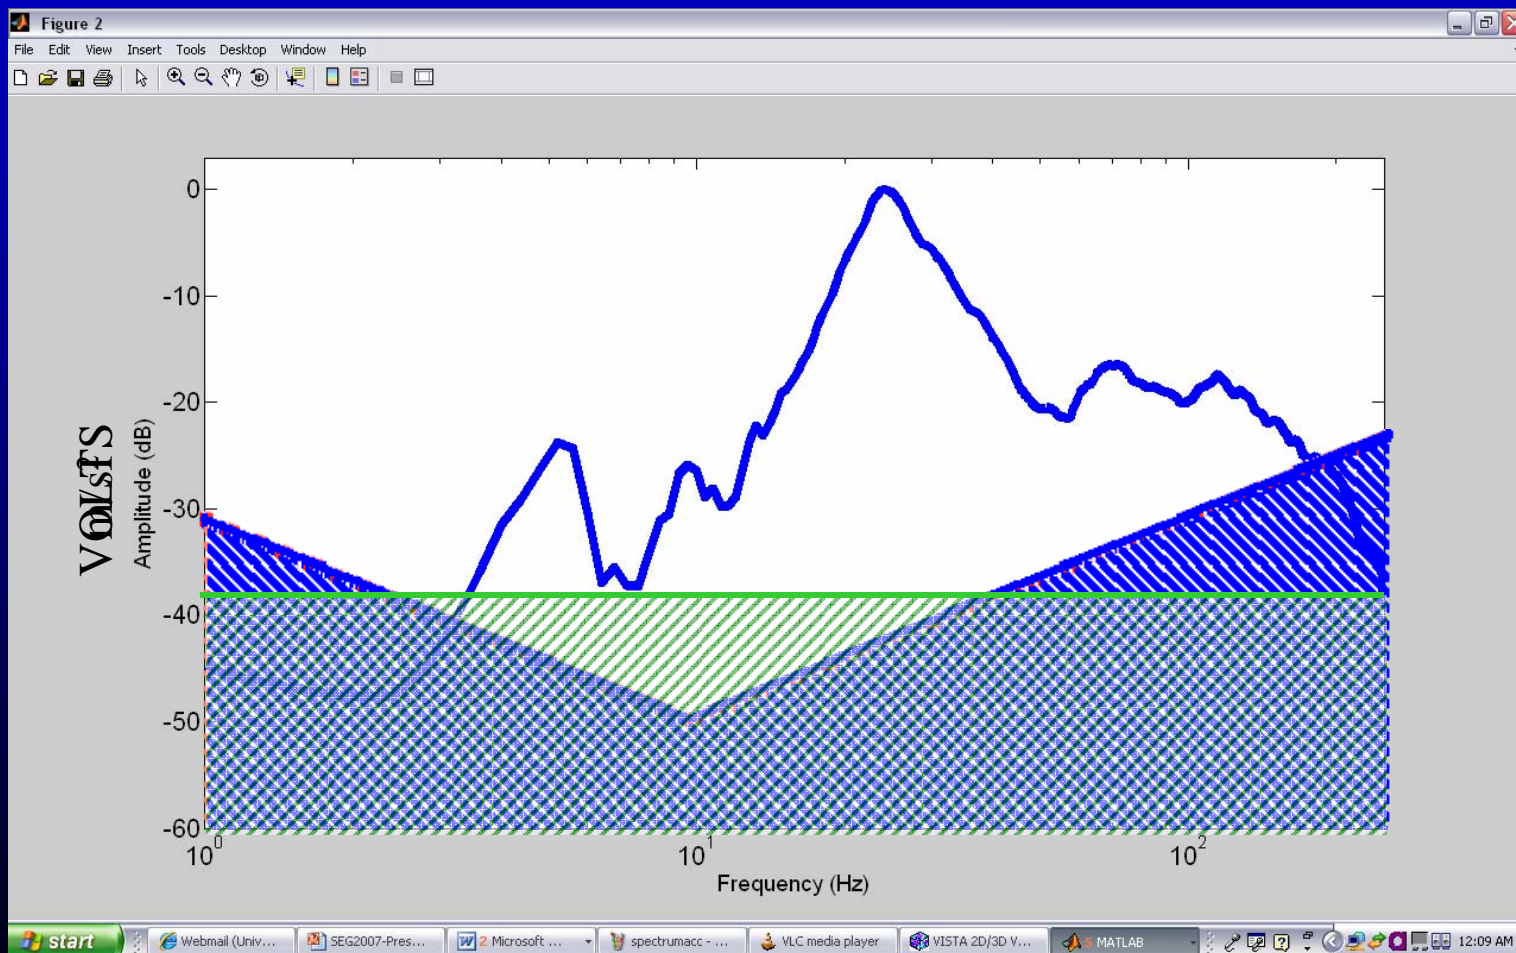 Figure 2
File Edit View Insert Tools Desktop Window Help
0
-10
-20
-30
-40
-50
-60
Amplitude (dB)
10^0 10^1 10^2
Frequency (Hz)
start Webmail (Univ... SEG2007-Pres... 2 Microsoft ... spectrumacc - ... VLC media player VISTA 2D/3D V... 5 MATLAB 12:09 AM